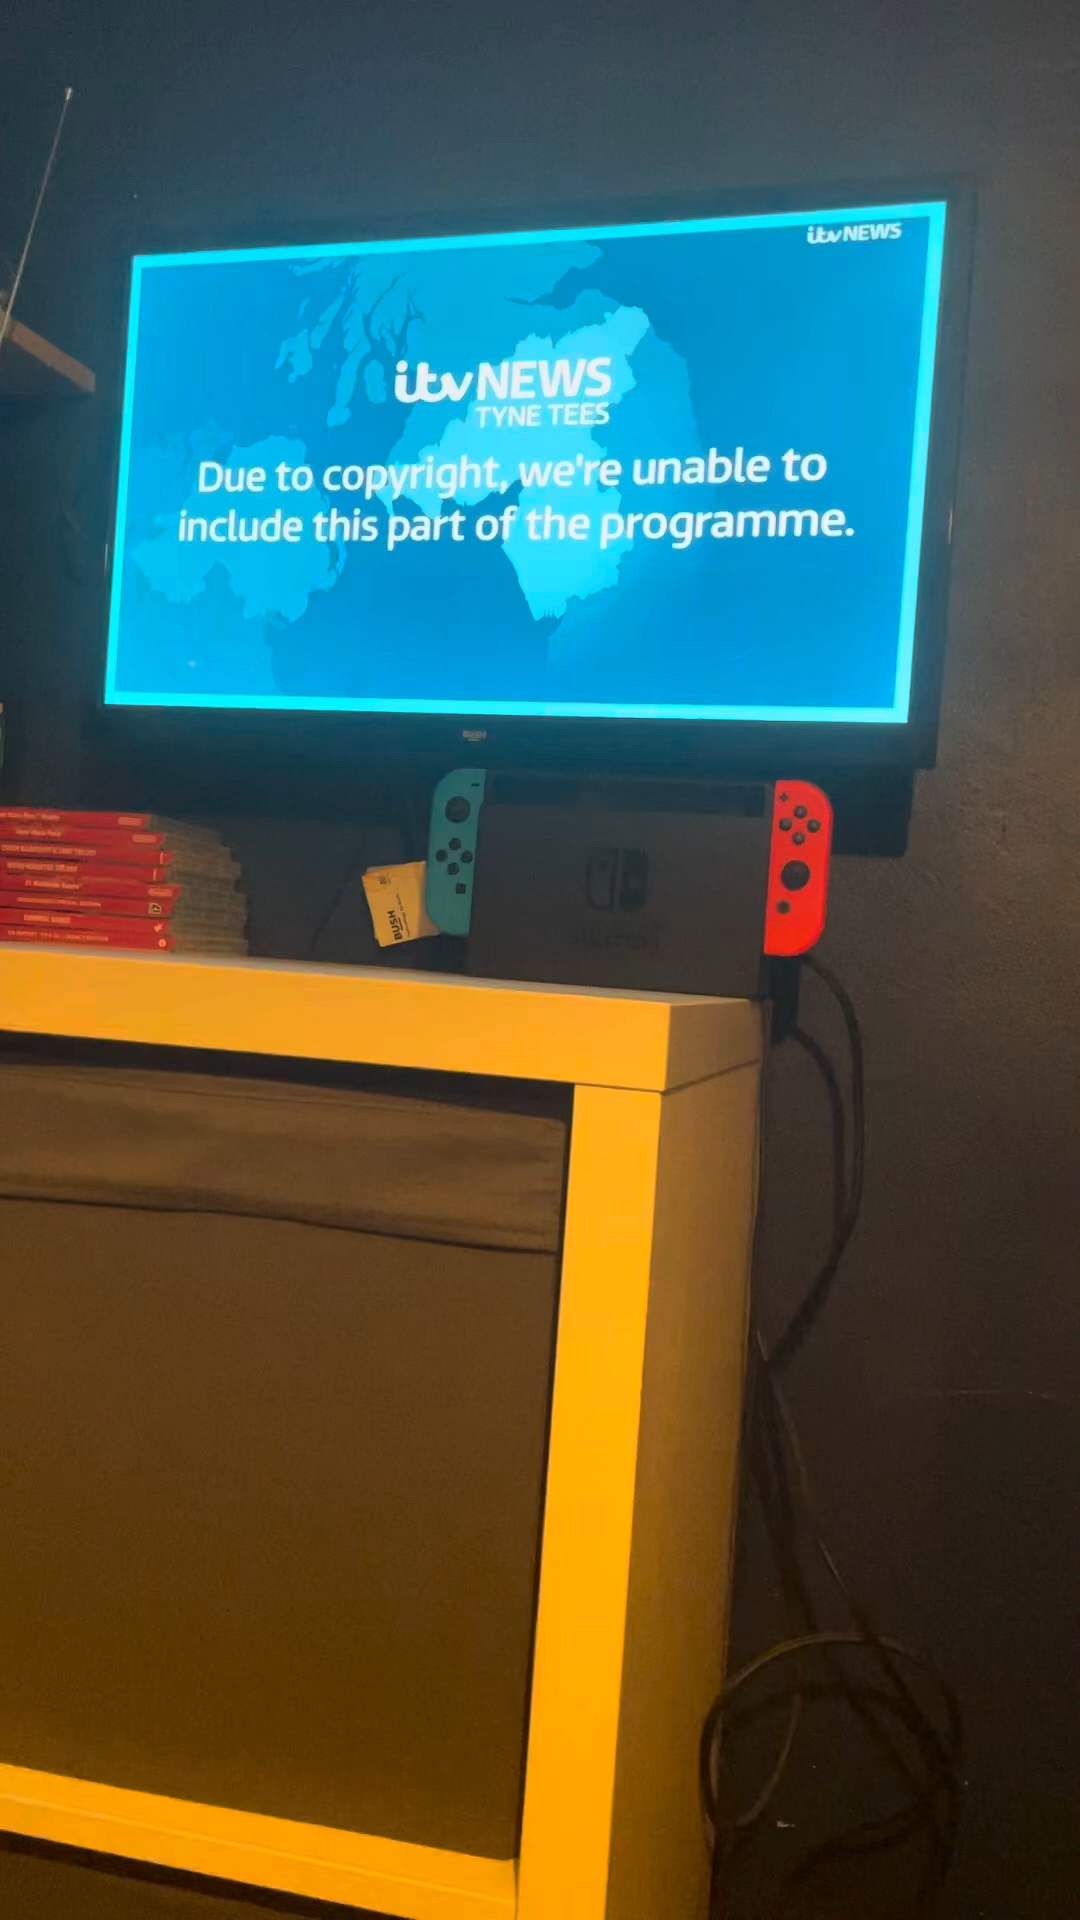 itv NEWS
itv NEWS
TYNE TEES
Due to copyright, we're unable to
include this part of the programme.
BUSH